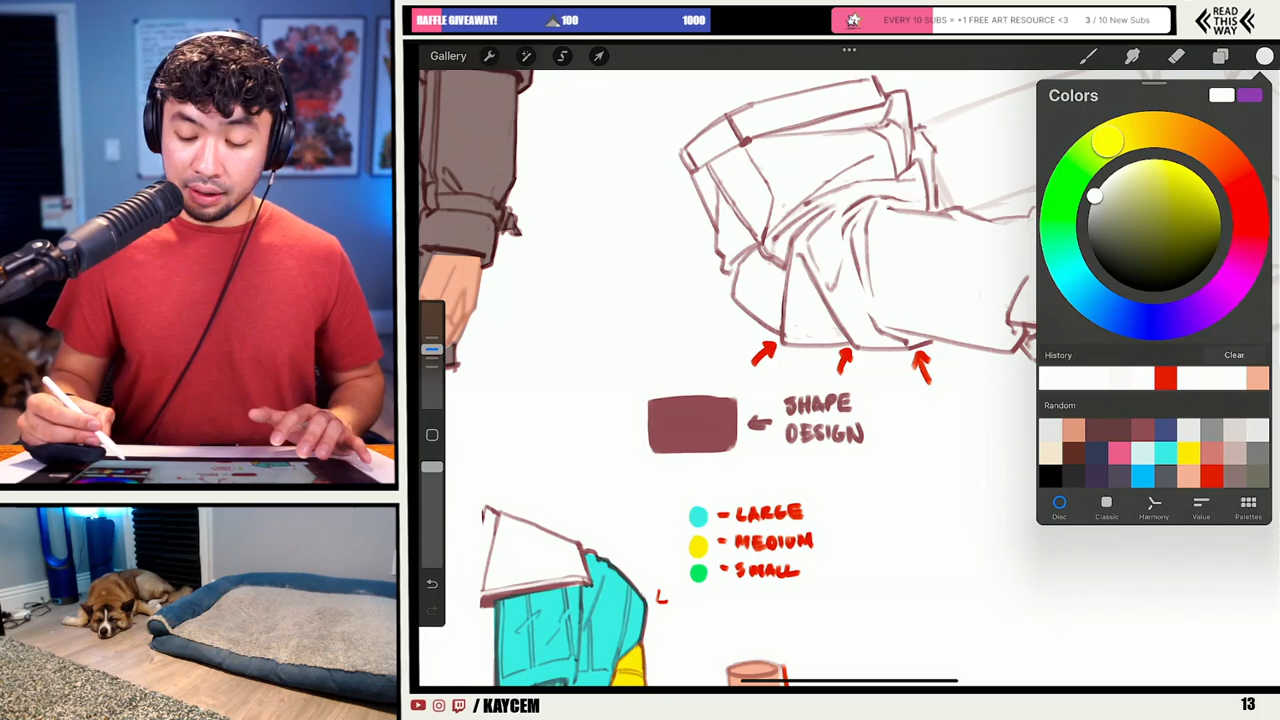 RAFFLE GIVEAWAY! 100 1000
EVERY 10 SUBS = +1 FREE ART RESOURCE <3 3 / 10 New Subs
READ
THIS
WAY
Gallery
Colors
History Clear
Random
Disc Classic Harmony Value Palettes
SHAPE
DESIGN
- LARGE
- MEDIUM
- SMALL
L
/ KAYCEM
13